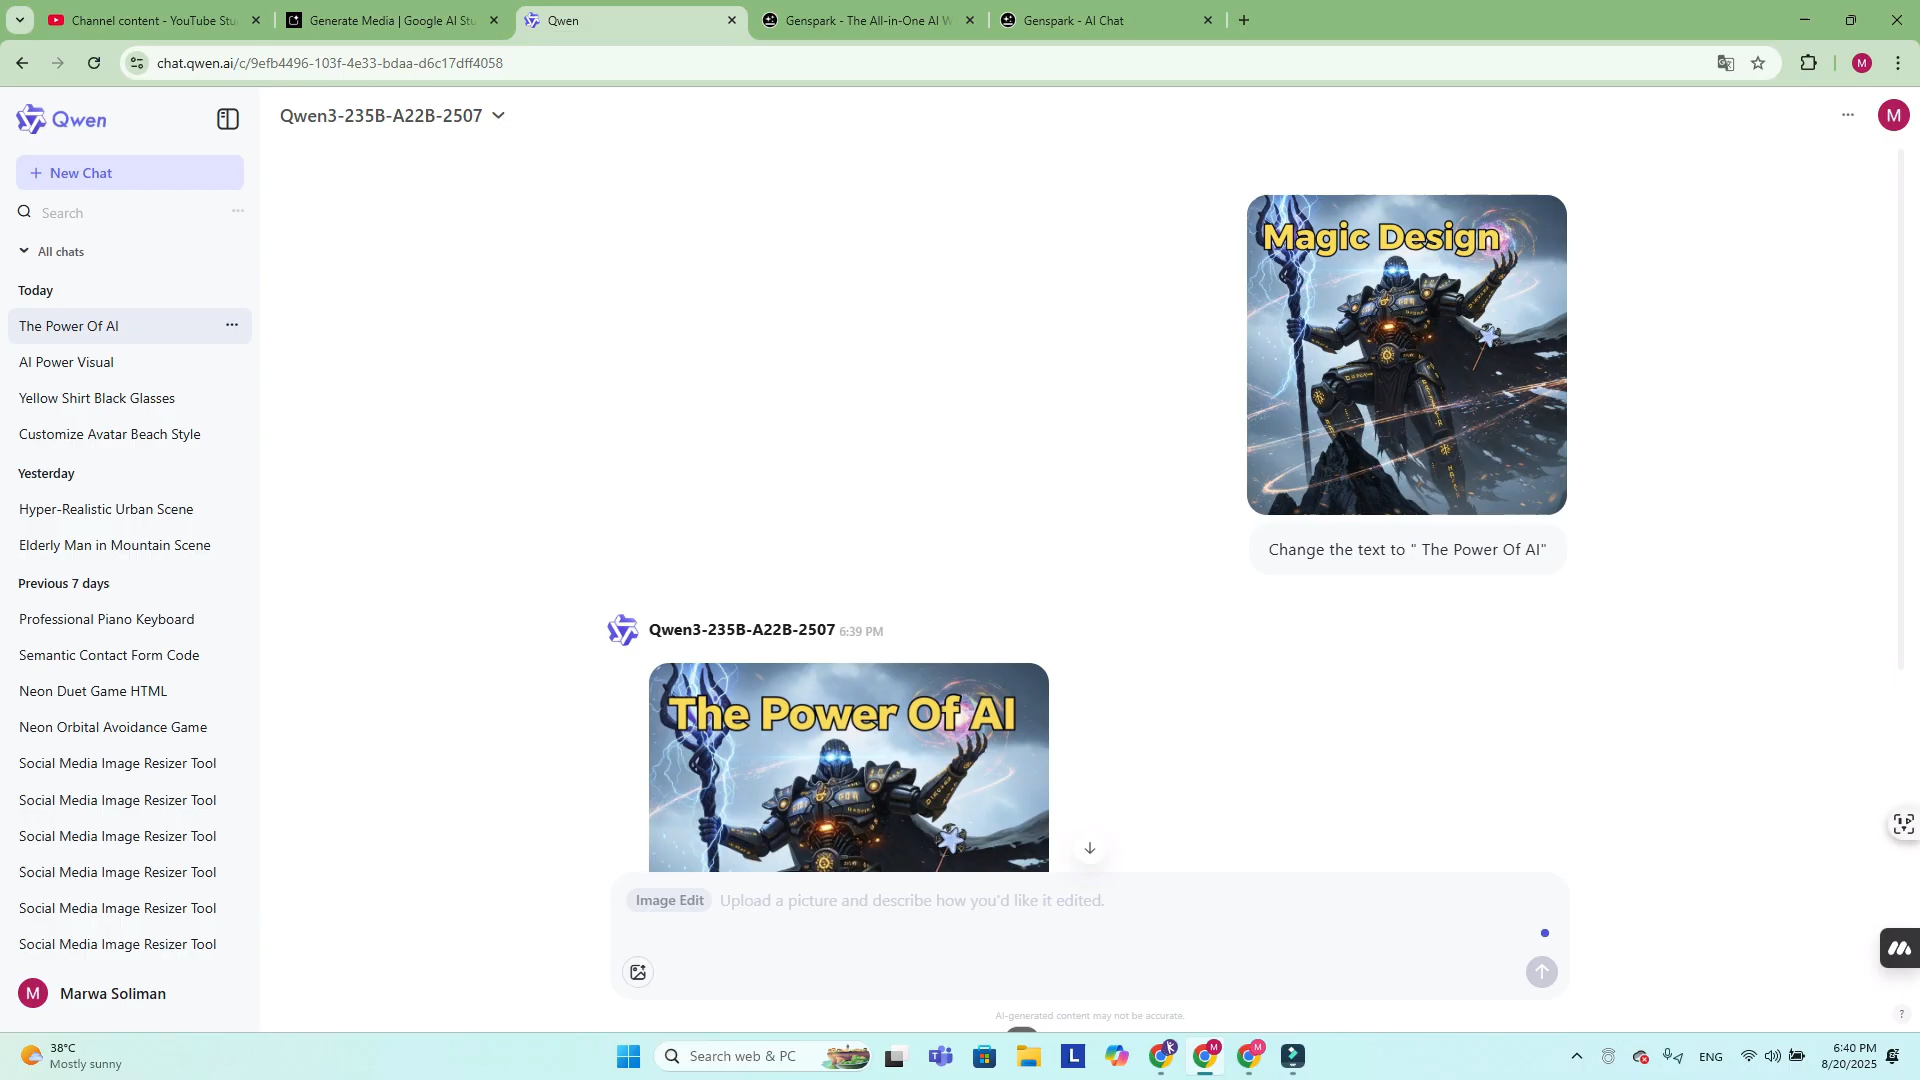 Channel content - YouTube Stu
Generate Media | Google AI Stu
Qwen
Genspark - The All-in-One AI W
Genspark - AI Chat
chat.qwen.ai/c/9efb4496-103f-4e33-bdaa-d6c17dff4058
M
Qwen
Qwen3-235B-A22B-2507
M
New Chat
Search
All chats
Today
The Power Of AI
AI Power Visual
Yellow Shirt Black Glasses
Customize Avatar Beach Style
Yesterday
Hyper-Realistic Urban Scene
Elderly Man in Mountain Scene
Previous 7 days
Professional Piano Keyboard
Semantic Contact Form Code
Neon Duet Game HTML
Neon Orbital Avoidance Game
Social Media Image Resizer Tool
Social Media Image Resizer Tool
Social Media Image Resizer Tool
Social Media Image Resizer Tool
Social Media Image Resizer Tool
Social Media Image Resizer Tool
M Marwa Soliman
Magic Design
Change the text to " The Power Of AI"
Qwen3-235B-A22B-2507 6:39 PM
The Power Of AI
Image Edit Upload a picture and describe how you'd like it edited.
AI-generated content may not be accurate.
?
38°C
Mostly sunny
Search web & PC
L
ENG
6:40 PM
8/20/2025